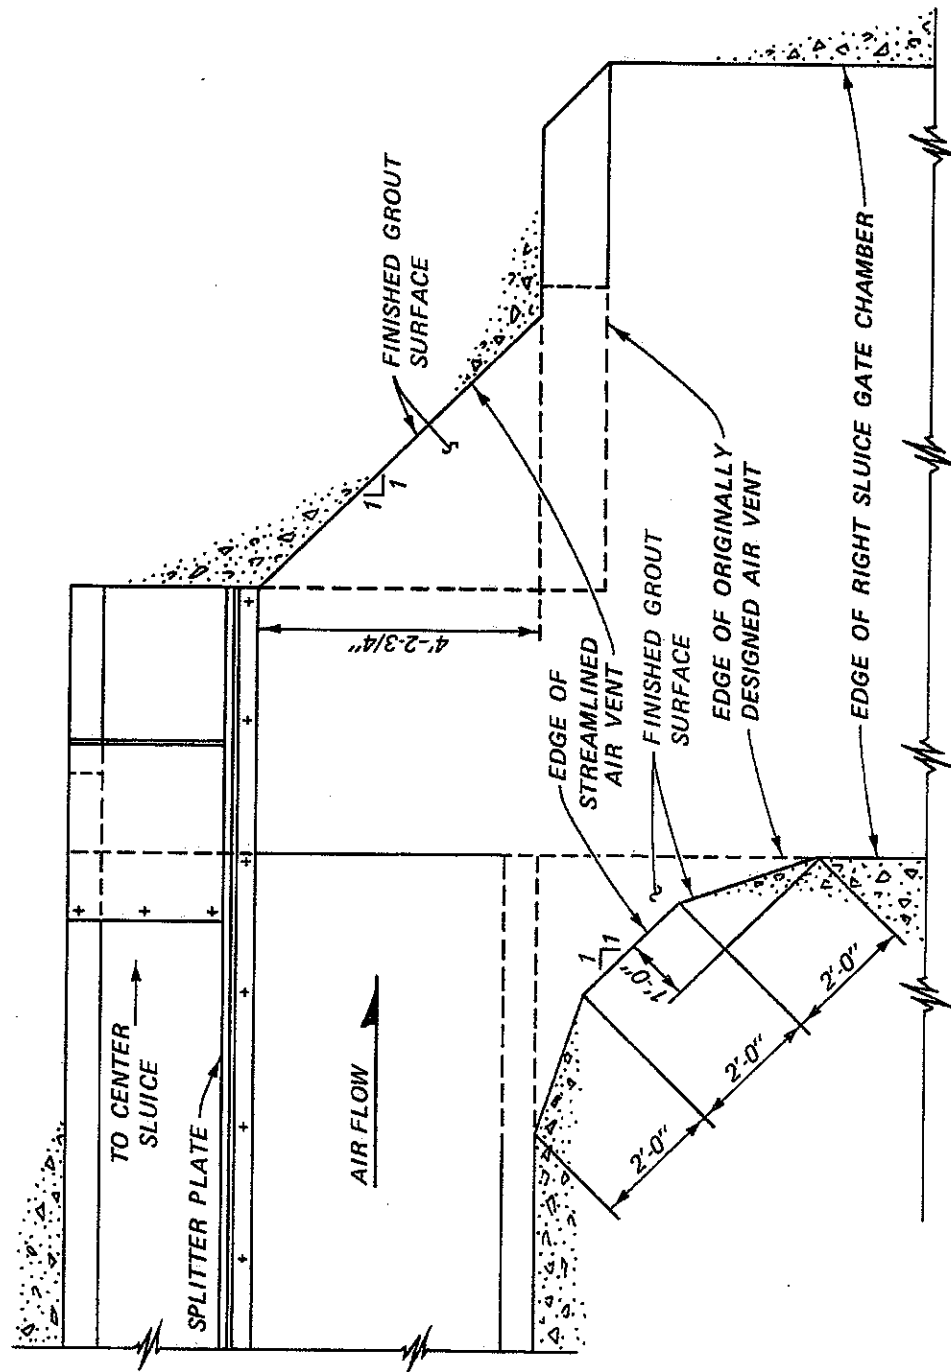 TO CENTER
SLUICE
SPLITTER PLATE
AIR FLOW
4'-2-3/4"
1
1
FINISHED GROUT
SURFACE
EDGE OF
STREAMLINED
AIR VENT
FINISHED GROUT
SURFACE
EDGE OF ORIGINALLY
DESIGNED AIR VENT
EDGE OF RIGHT SLUICE GATE CHAMBER
1
1
1'-0"
2'-0"
2'-0"
2'-0"